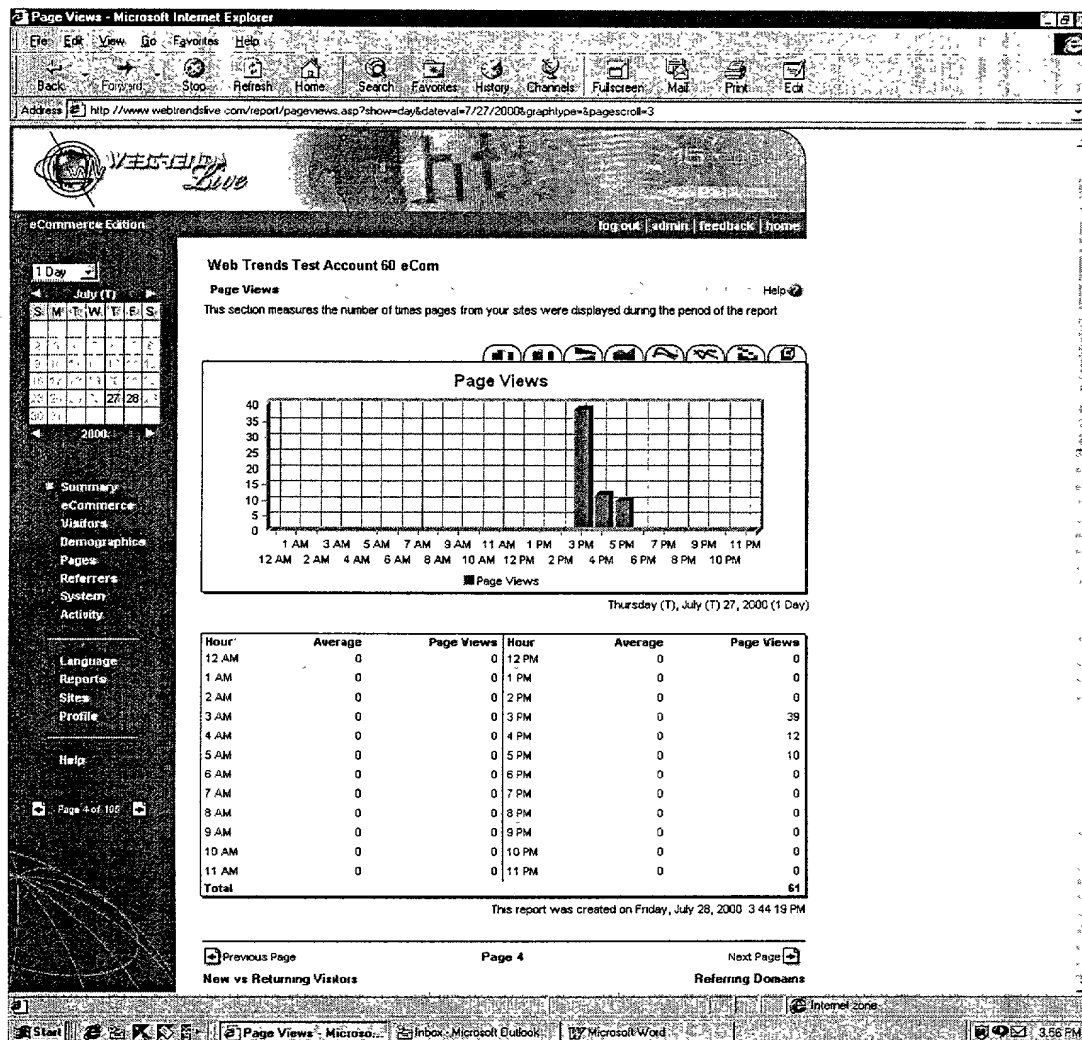 Page Views - Microsoft Internet Explorer
File Edit View Go Favorites Help
Back Forward Stop Refresh Home Search Favorites History Channels Fullscreen Mail Print Edit
Address http://www.webtrendslive.com/report/pageviews.asp?show=day&dateval=7/27/2000&graphtype=&pagescroll=3
WEBTRENDS
Live
ht
eCommerce Edition
log out | admin | feedback | home
1 Day
July (T)
S M T W T F S
27 28
2000
Summary
eCommerce
Visitors
Demographics
Pages
Referrers
System
Activity
Language
Reports
Sites
Profile
Help
Page 4 of 105
Web Trends Test Account 60 eCom
Page Views Help
This section measures the number of times pages from your sites were displayed during the period of the report
Page Views
40
35
30
25
20
15
10
5
0
1 AM 3 AM 5 AM 7 AM 9 AM 11 AM 1 PM 3 PM 5 PM 7 PM 9 PM 11 PM
12 AM 2 AM 4 AM 6 AM 8 AM 10 AM 12 PM 2 PM 4 PM 6 PM 8 PM 10 PM
Page Views
Thursday (T), July (T) 27, 2000 (1 Day)
Hour Average Page Views Hour Average Page Views
12 AM 0 0 12 PM 0 0
1 AM 0 0 1 PM 0 0
2 AM 0 0 2 PM 0 0
3 AM 0 0 3 PM 0 39
4 AM 0 0 4 PM 0 12
5 AM 0 0 5 PM 0 10
6 AM 0 0 6 PM 0 0
7 AM 0 0 7 PM 0 0
8 AM 0 0 8 PM 0 0
9 AM 0 0 9 PM 0 0
10 AM 0 0 10 PM 0 0
11 AM 0 0 11 PM 0 0
Total 61
This report was created on Friday, July 28, 2000 3 44 19 PM
Previous Page Page 4 Next Page
New vs Returning Visitors Referring Domains
Internet zone
Start Page Views - Microso... Inbox - Microsoft Outlook Microsoft Word 3:56 PM